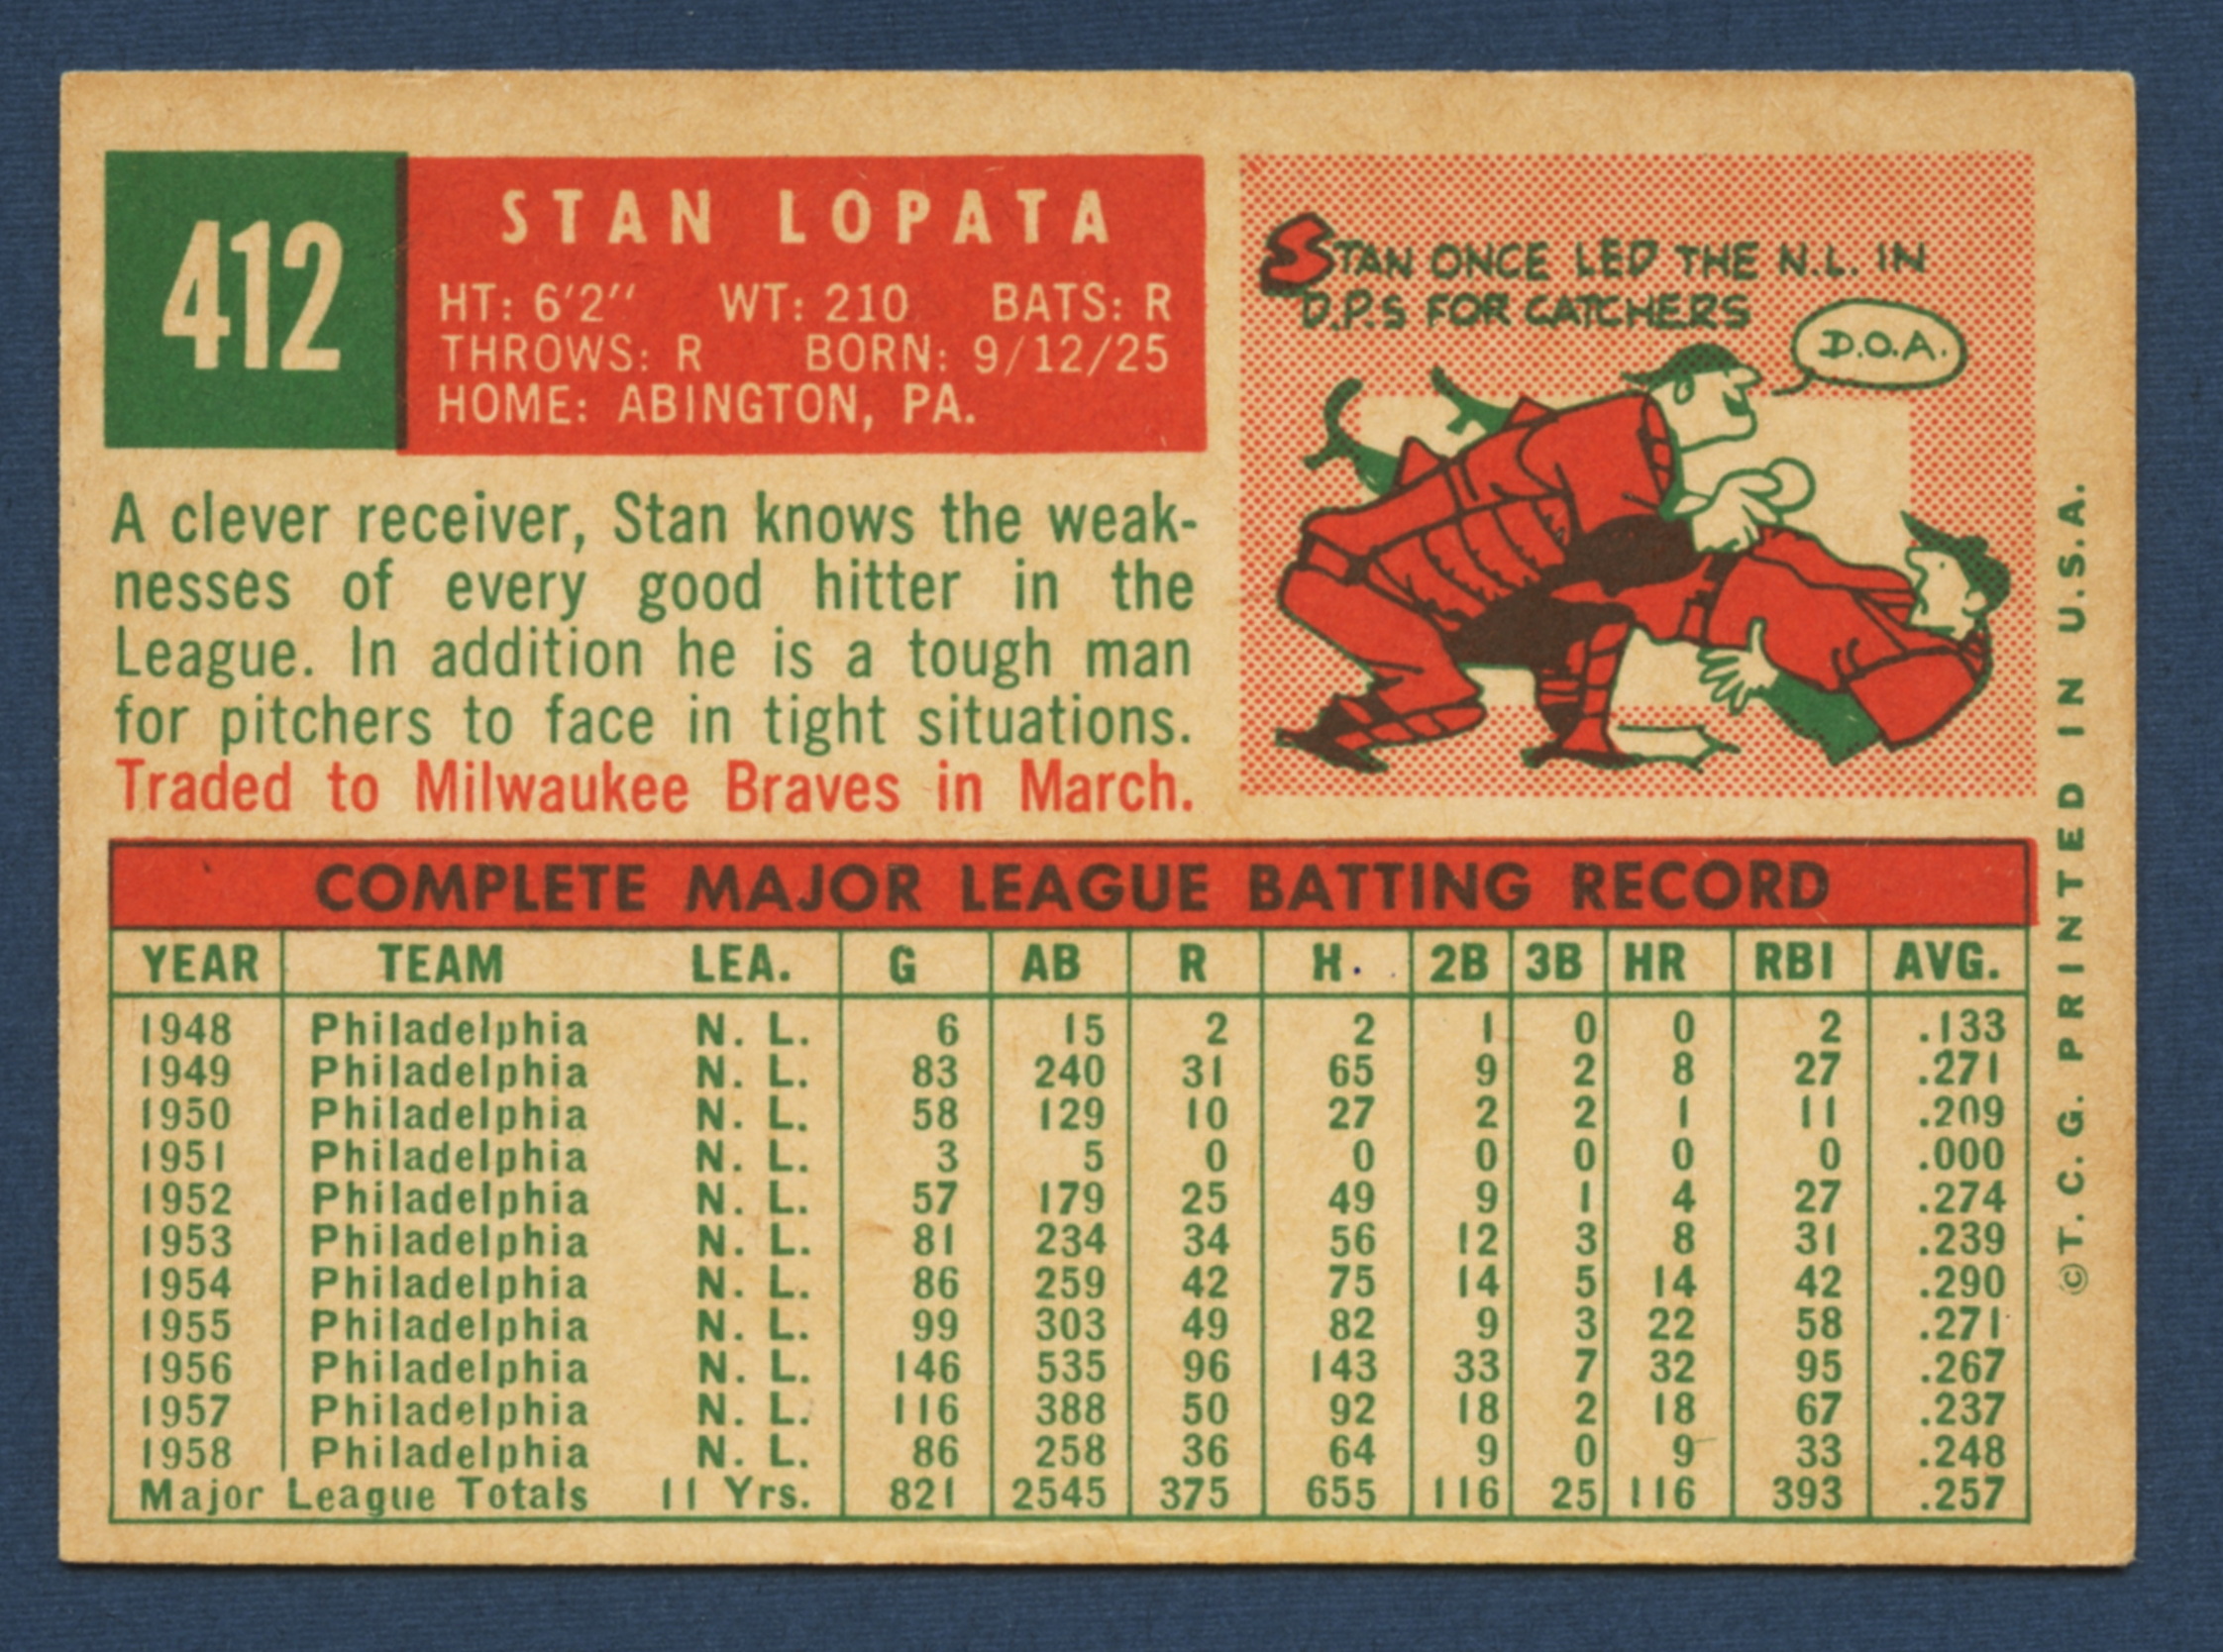 412
STAN LOPATA
HT: 6'2" WT: 210 BATS: R
THROWS: R BORN: 9/12/25
HOME: ABINGTON, PA.
A clever receiver, Stan knows the weak-
nesses of every good hitter in the
League. In addition he is a tough man
for pitchers to face in tight situations.
Traded to Milwaukee Braves in March.
STAN ONCE LED THE N.L. IN
D.P.S FOR CATCHERS
D.O.A.
COMPLETE MAJOR LEAGUE BATTING RECORD
YEAR TEAM LEA. G AB R H. 2B 3B HR RBI AVG.
1948 Philadelphia N. L. 6 15 2 2 1 0 0 2 .133
1949 Philadelphia N. L. 83 240 31 65 9 2 8 27 .271
1950 Philadelphia N. L. 58 129 10 27 2 2 1 11 .209
1951 Philadelphia N. L. 3 5 0 0 0 0 0 0 .000
1952 Philadelphia N. L. 57 179 25 49 9 1 4 27 .274
1953 Philadelphia N. L. 81 234 34 56 12 3 8 31 .239
1954 Philadelphia N. L. 86 259 42 75 14 5 14 42 .290
1955 Philadelphia N. L. 99 303 49 82 9 3 22 58 .271
1956 Philadelphia N. L. 146 535 96 143 33 7 32 95 .267
1957 Philadelphia N. L. 116 388 50 92 18 2 18 67 .237
1958 Philadelphia N. L. 86 258 36 64 9 0 9 33 .248
Major League Totals 11 Yrs. 821 2545 375 655 116 25 116 393 .257
©T. C. G. PRINTED IN U.S.A.